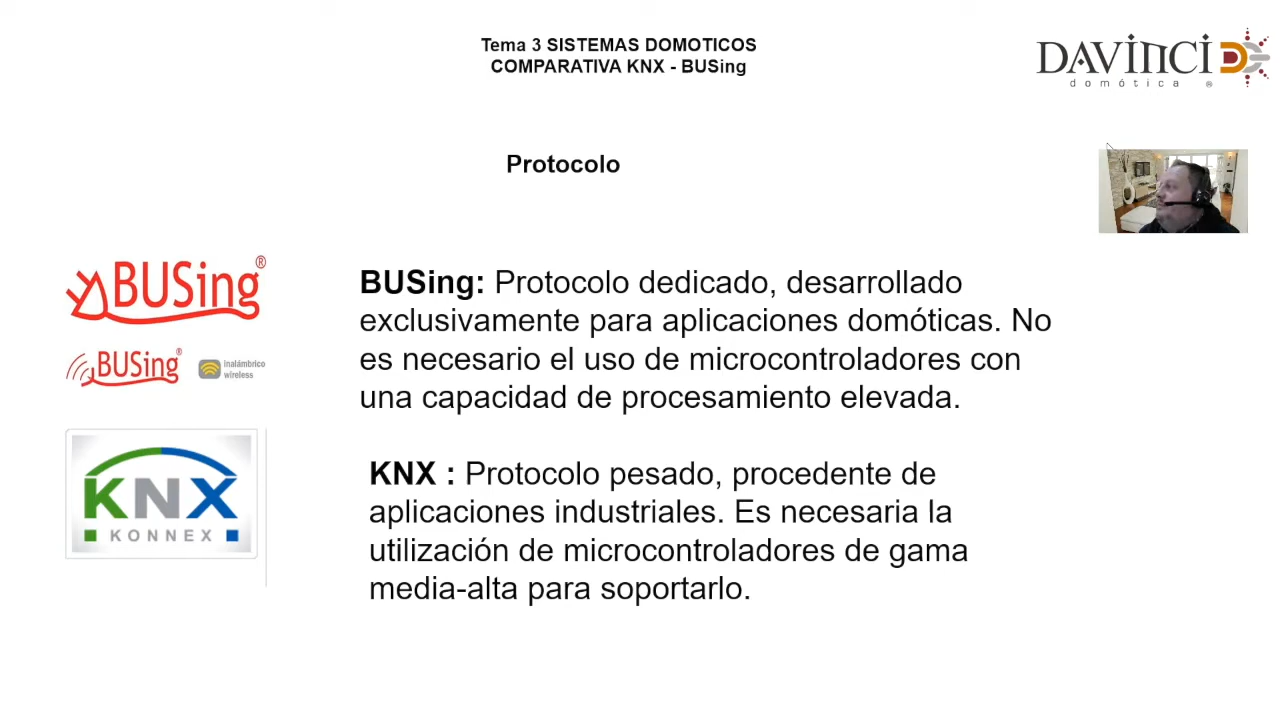 Tema 3 SISTEMAS DOMOTICOS
COMPARATIVA KNX - BUSing
DAVINCI
domótica ®
Protocolo
BUSing®
BUSing: Protocolo dedicado, desarrollado
exclusivamente para aplicaciones domóticas. No
es necesario el uso de microcontroladores con
una capacidad de procesamiento elevada.
BUSing®
inalámbrico
wireless
KNX
KONNEX
KNX : Protocolo pesado, procedente de
aplicaciones industriales. Es necesaria la
utilización de microcontroladores de gama
media-alta para soportarlo.